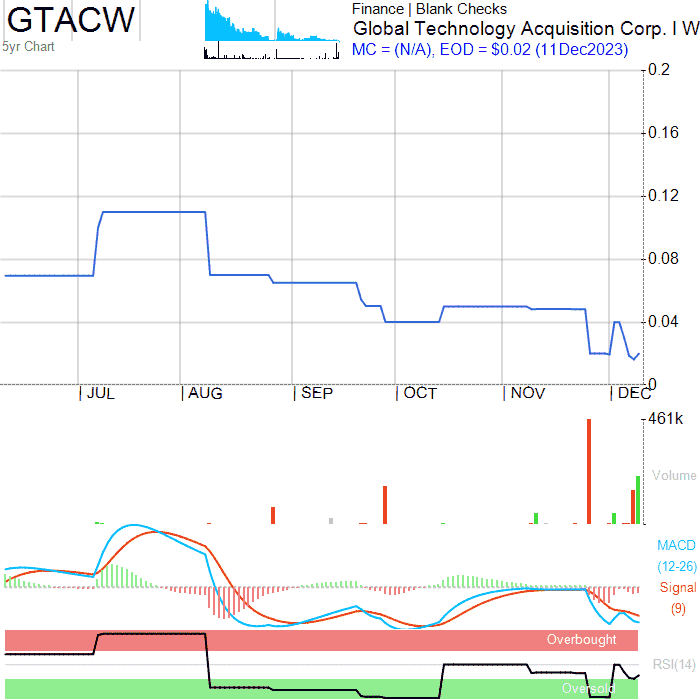 GTACW
5yr Chart
Finance | Blank Checks
Global Technology Acquisition Corp. I W
MC = (N/A), EOD = $0.02 (11Dec2023)
0.2
0.16
0.12
0.08
0.04
0
| JUL | AUG | SEP | OCT | NOV | DEC
461k
Volume
MACD
(12-26)
Signal
(9)
Overbought
RSI(14)
Oversold